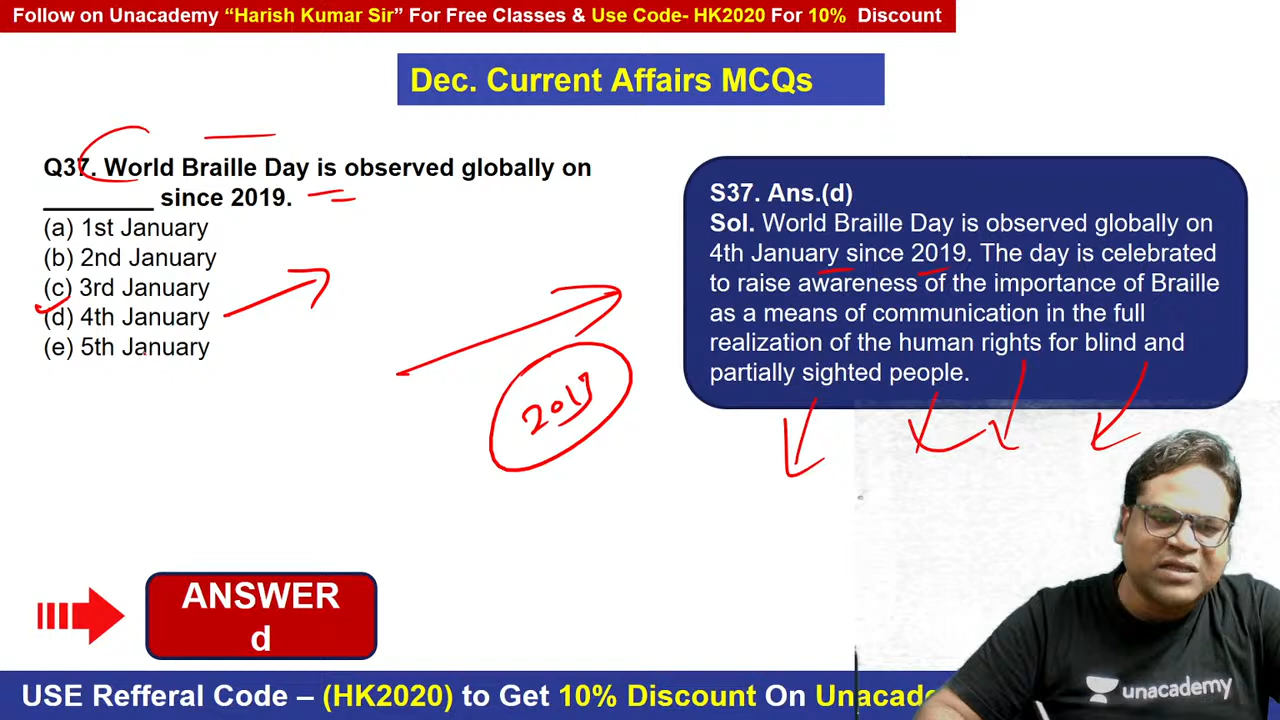 Follow on Unacademy “Harish Kumar Sir” For Free Classes & Use Code- HK2020 For 10% Discount
Dec. Current Affairs MCQs
Q37. World Braille Day is observed globally on
________ since 2019.
(a) 1st January
(b) 2nd January
(c) 3rd January
(d) 4th January
(e) 5th January
S37. Ans.(d)
Sol. World Braille Day is observed globally on
4th January since 2019. The day is celebrated
to raise awareness of the importance of Braille
as a means of communication in the full
realization of the human rights for blind and
partially sighted people.
ANSWER
d
unacademy
USE Refferal Code – (HK2020) to Get 10% Discount On